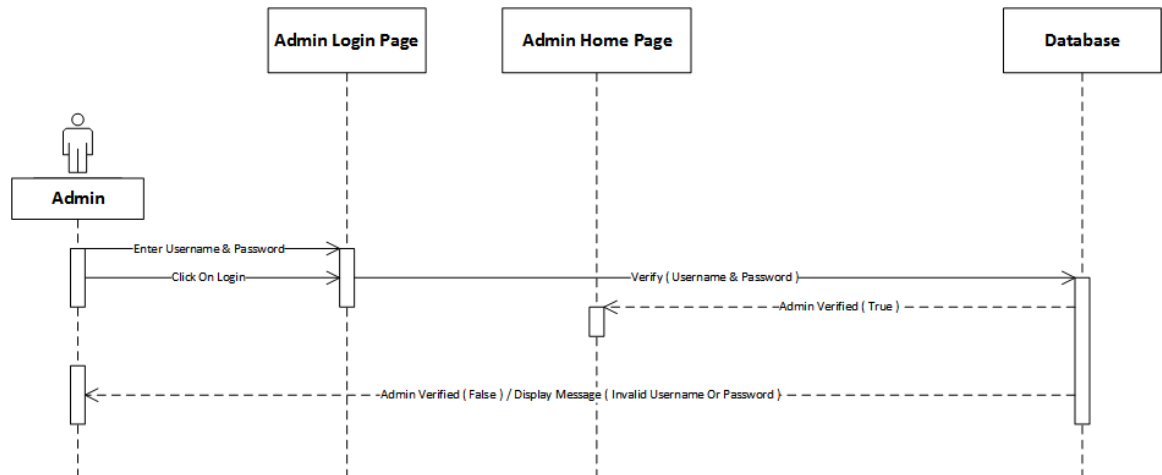 Admin Login Page
Admin Home Page
Database
Admin
Enter Username & Password
Click On Login
Verify ( Username & Password )
Admin Verified ( True )
Admin Verified ( False ) / Display Message ( Invalid Username Or Password )